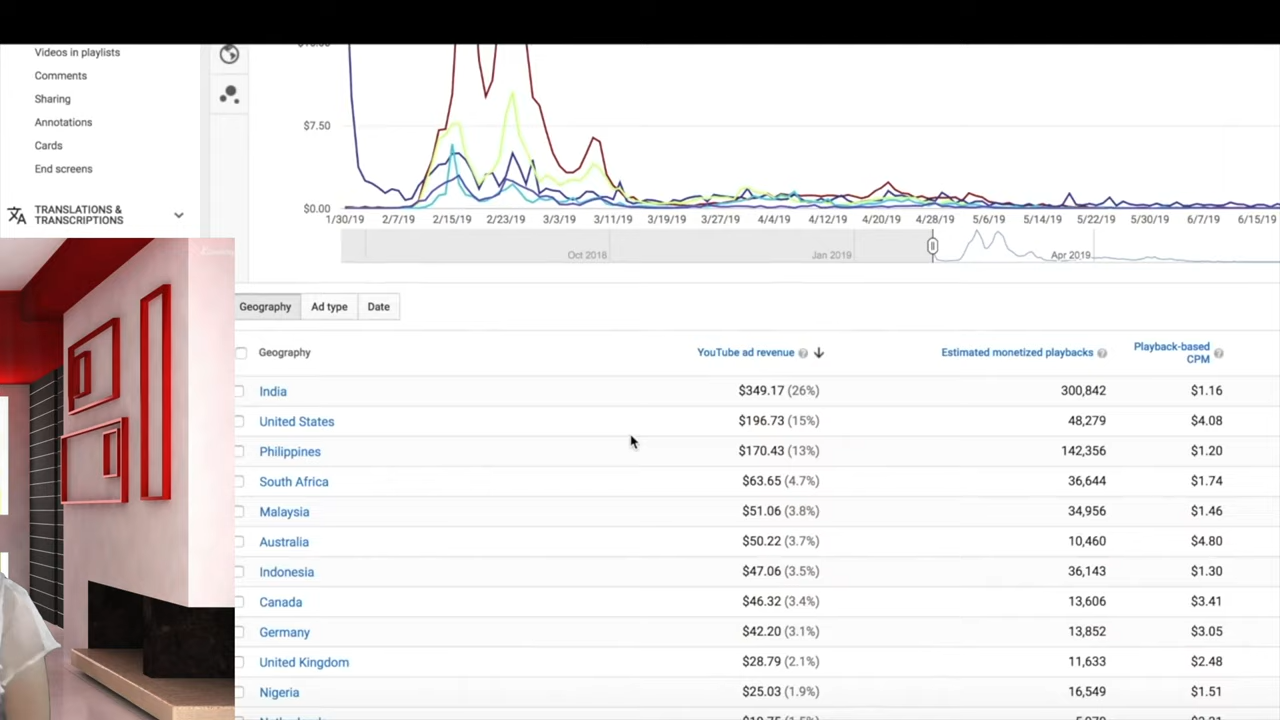 Videos in playlists
Comments
Sharing
Annotations
Cards
End screens
TRANSLATIONS &
TRANSCRIPTIONS
$7.50
$0.00
1/30/19 2/7/19 2/15/19 2/23/19 3/3/19 3/11/19 3/19/19 3/27/19 4/4/19 4/12/19 4/20/19 4/28/19 5/6/19 5/14/19 5/22/19 5/30/19 6/7/19 6/15/19
Oct 2018 Jan 2019 Apr 2019
Geography Ad type Date
Geography YouTube ad revenue Estimated monetized playbacks Playback-based
CPM
India $349.17 (26%) 300,842 $1.16
United States $196.73 (15%) 48,279 $4.08
Philippines $170.43 (13%) 142,356 $1.20
South Africa $63.65 (4.7%) 36,644 $1.74
Malaysia $51.06 (3.8%) 34,956 $1.46
Australia $50.22 (3.7%) 10,460 $4.80
Indonesia $47.06 (3.5%) 36,143 $1.30
Canada $46.32 (3.4%) 13,606 $3.41
Germany $42.20 (3.1%) 13,852 $3.05
United Kingdom $28.79 (2.1%) 11,633 $2.48
Nigeria $25.03 (1.9%) 16,549 $1.51